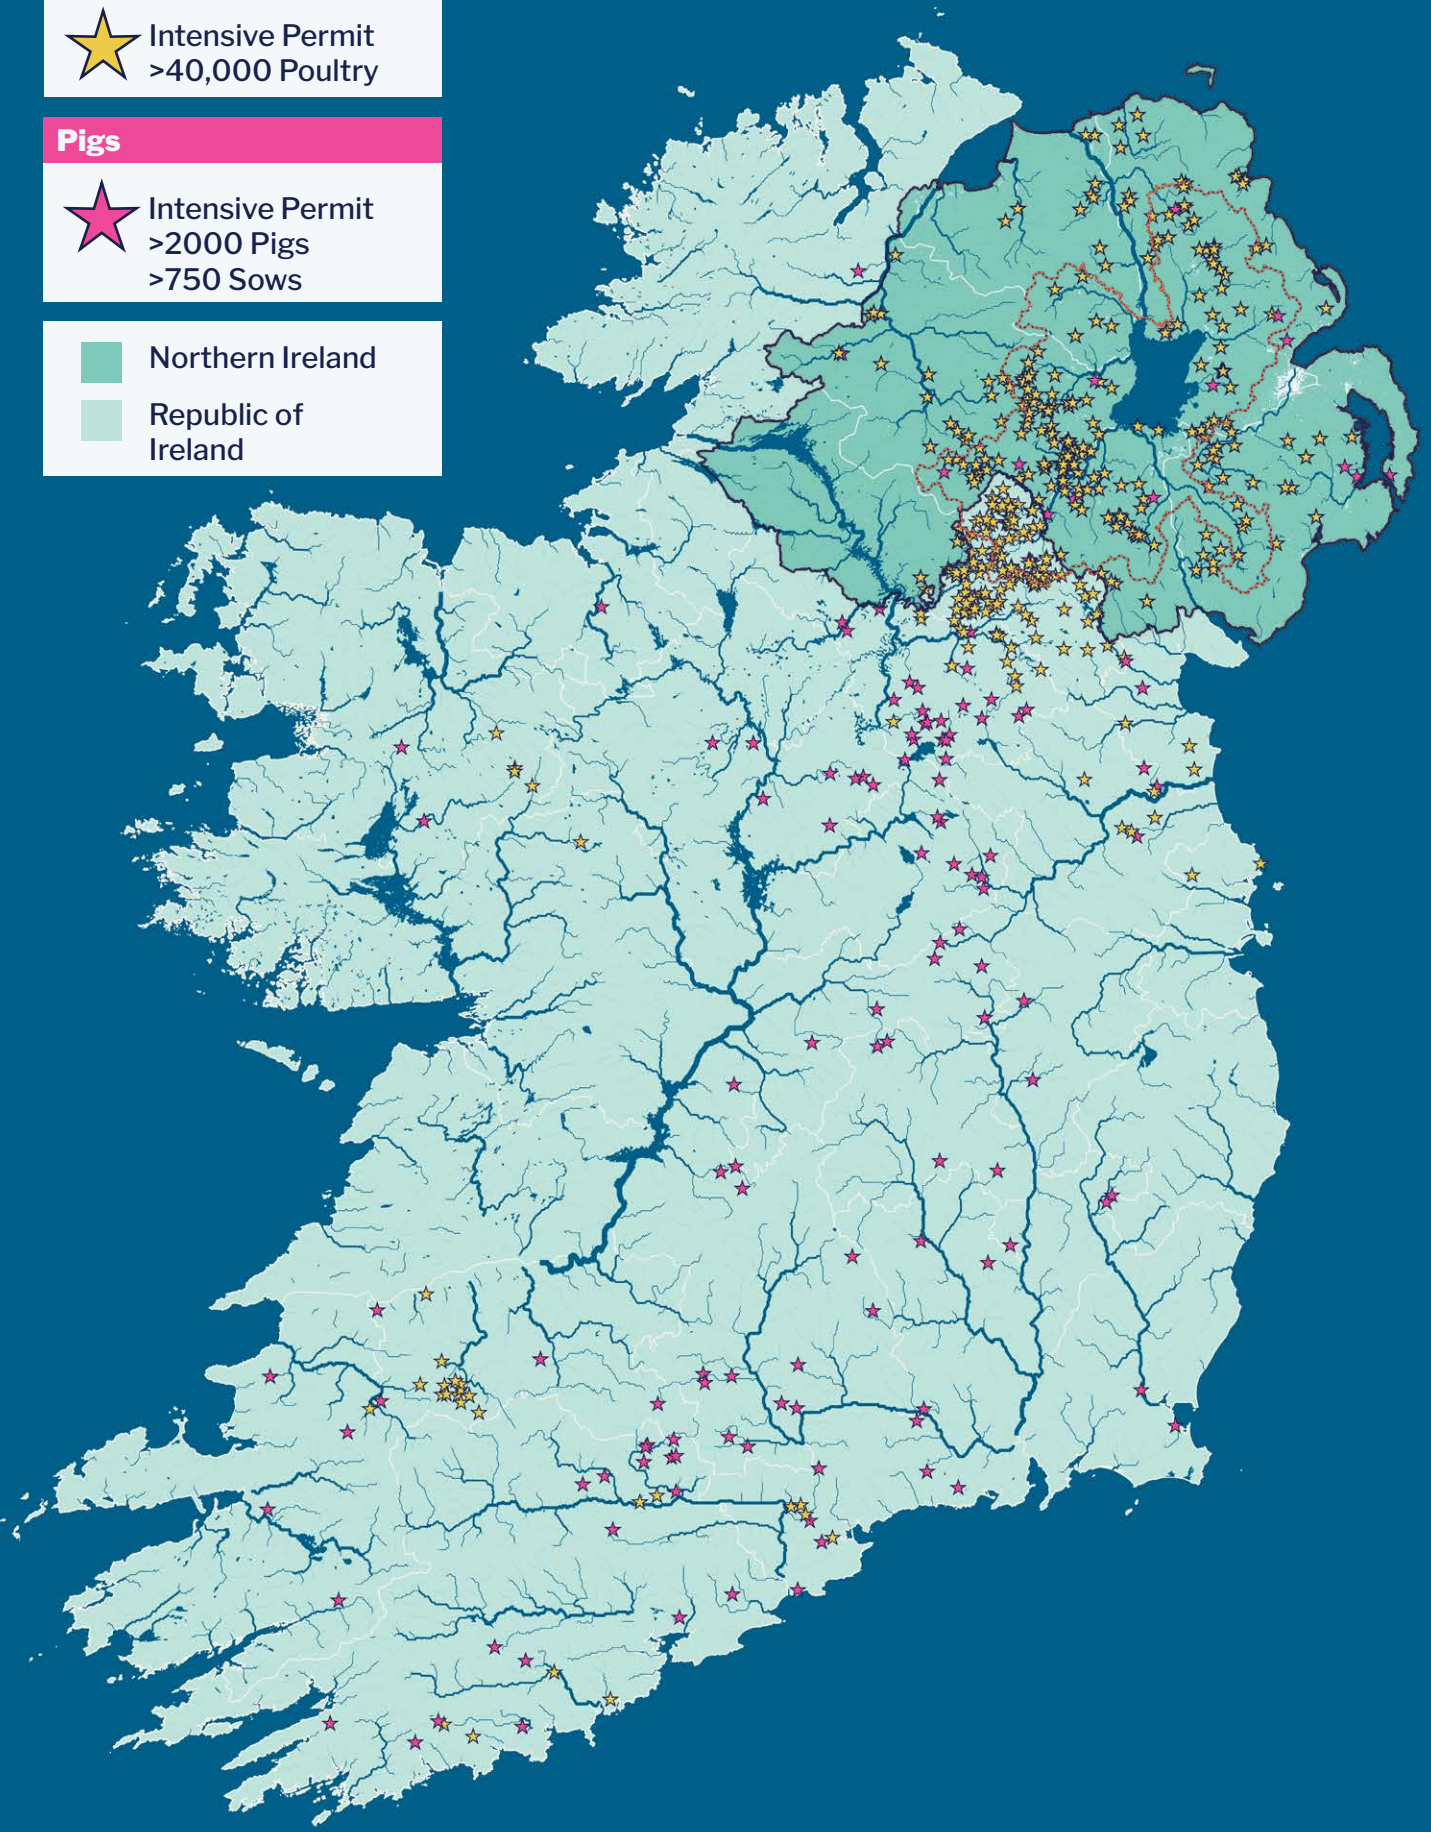 Intensive Permit
>40,000 Poultry
Pigs
Intensive Permit
>2000 Pigs
>750 Sows
Northern Ireland
Republic of
Ireland